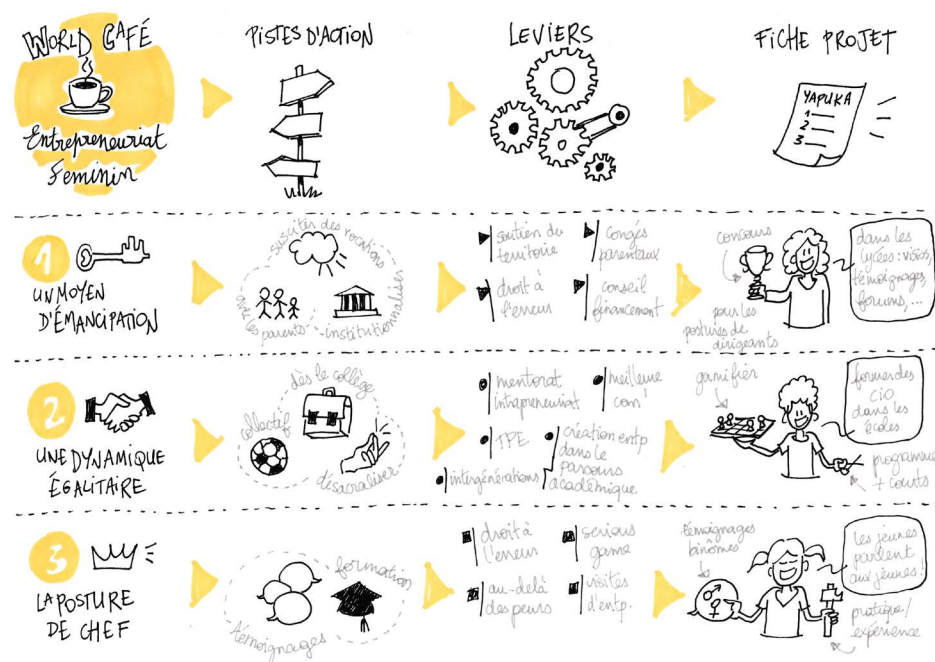 WORLD CAFÉ
Entrepreneuriat
Feminin
PISTES D'ACTION
LEVIERS
FICHE PROJET
YAPUKA
1
2
3
1
UN MOYEN
D'ÉMANCIPATION
susciter des vocations
avec les parents
institutionnaliser
soutien du
territoire
congés
parentaux
droit à
l'erreur
conseil
financement
concours
pour les
postures de
dirigeants
dans les
lycées : visios,
témoignages,
forums,...
2
UNE DYNAMIQUE
ÉGALITAIRE
dès le collège
collectif
désacraliser
mentorat
intrapreneuriat
meilleure
com'
TPE
création entp
dans le
parcours
académique
intergénérations
gamifier
former des
CIO
dans les
écoles
programme
+ courts
3
LA POSTURE
DE CHEF
formation
témoignages
droit à
l'erreur
serious
game
au-delà
des peurs
visites
d'entp.
témoignages
binômes
Les jeunes
parlent
aux jeunes!
pratique/
expérience